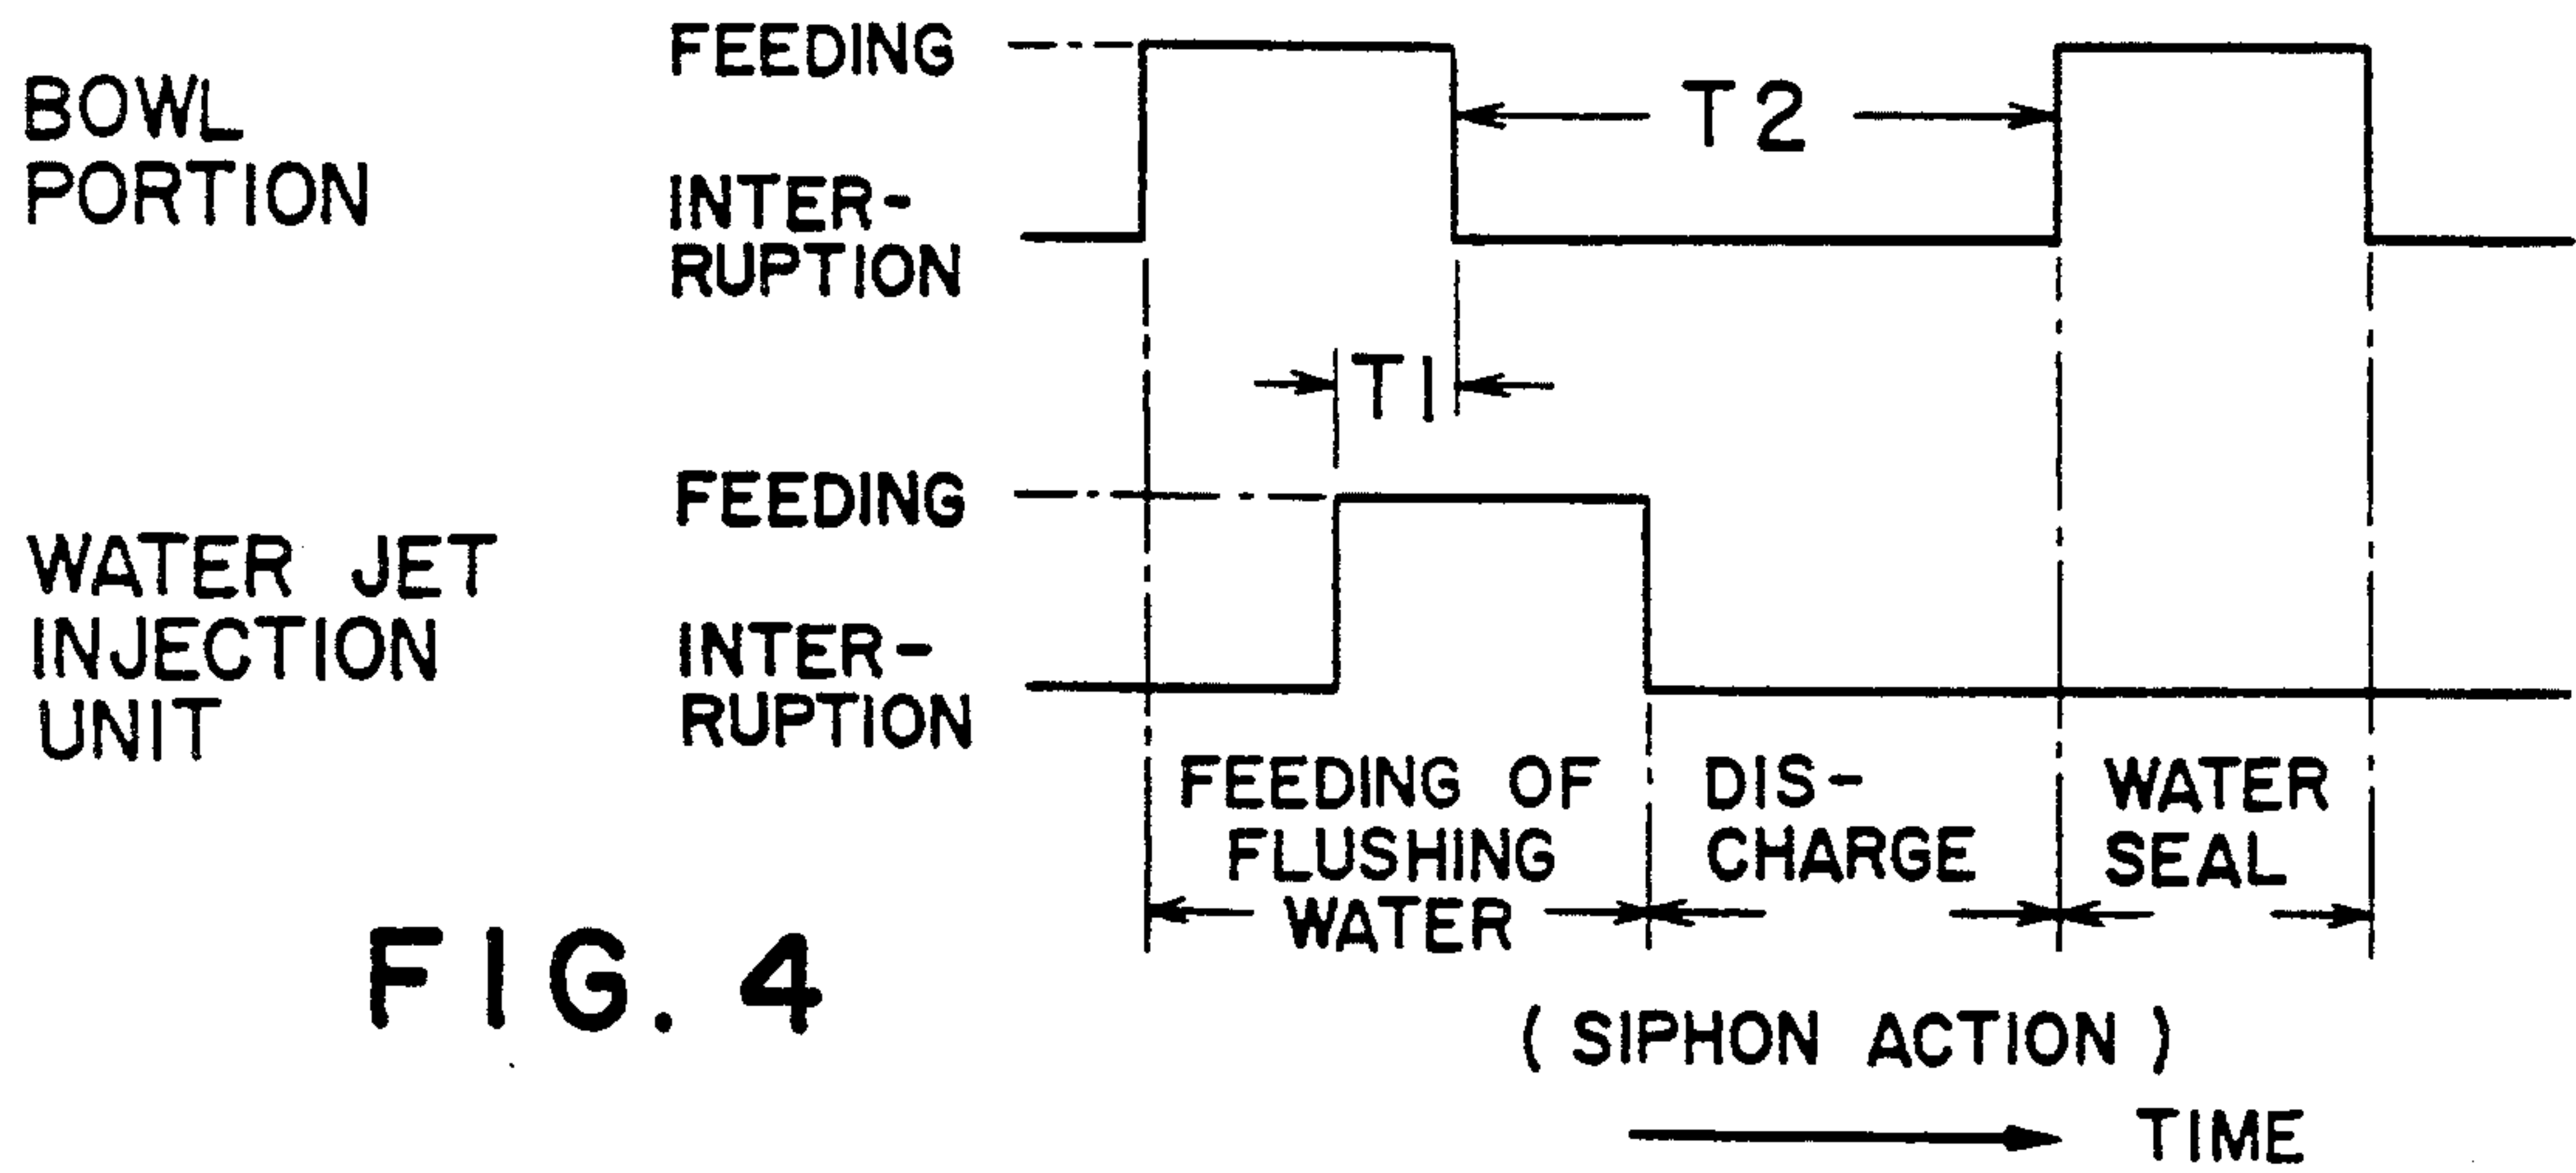 BOWL
PORTION
FEEDING
INTER-
RUPTION
T2
T1
WATER JET
INJECTION
UNIT
FEEDING
INTER-
RUPTION
FEEDING OF
FLUSHING
WATER
DIS-
CHARGE
WATER
SEAL
(SIPHON ACTION)
TIME
FIG. 4